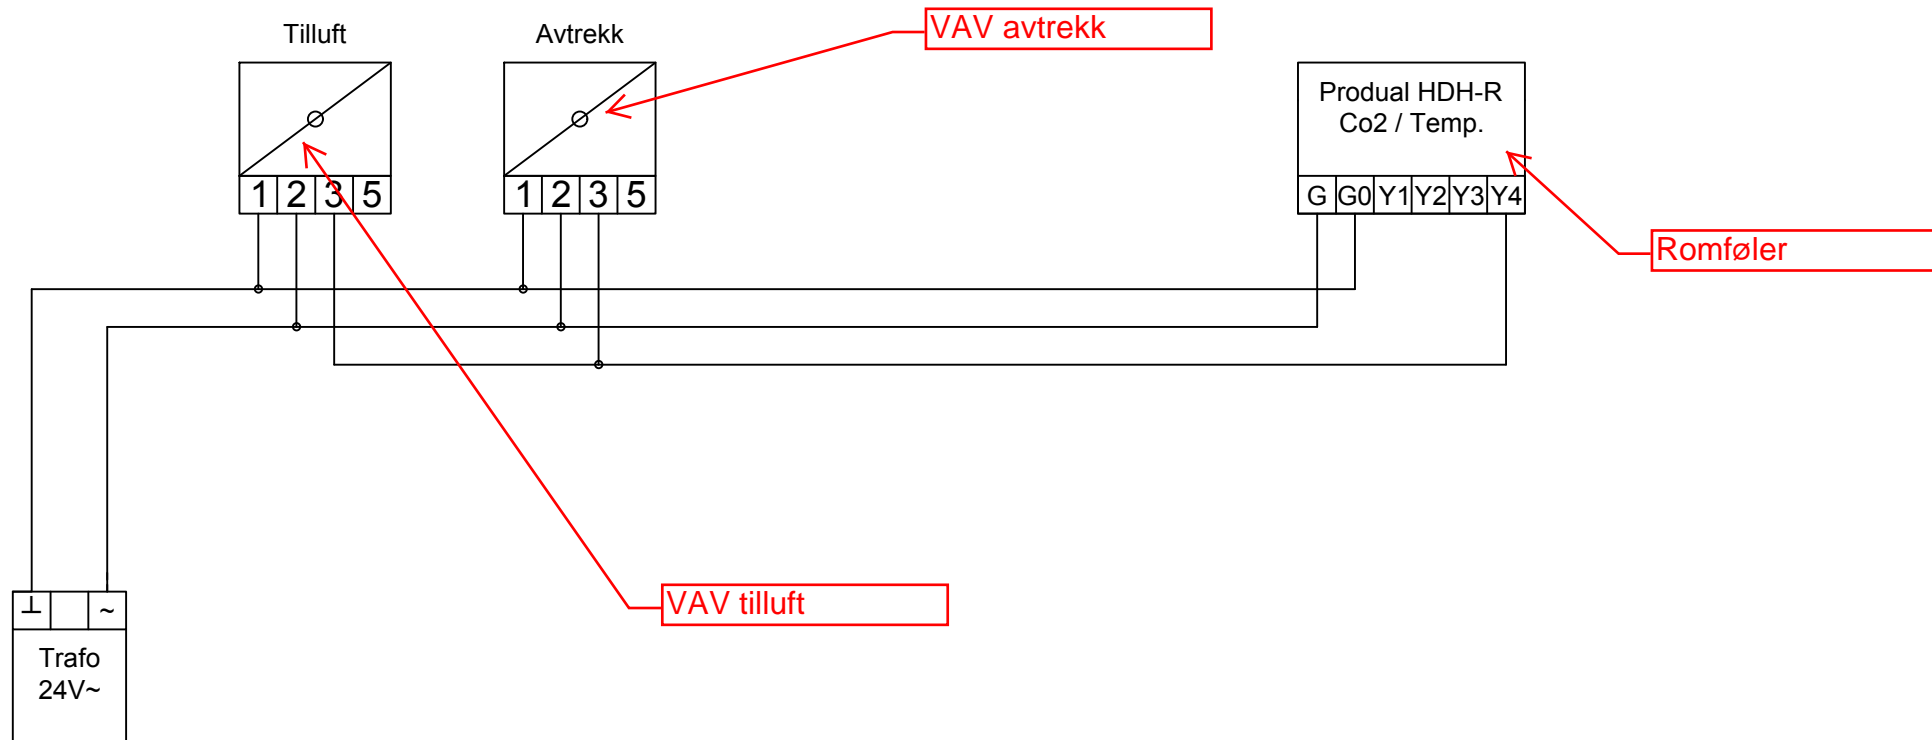 Tilluft
Avtrekk
VAV avtrekk
Produal HDH-R
Co2 / Temp.
1 2 3 5
1 2 3 5
G G0 Y1 Y2 Y3 Y4
Romføler
VAV tilluft
⊥ ~
Trafo
24V~